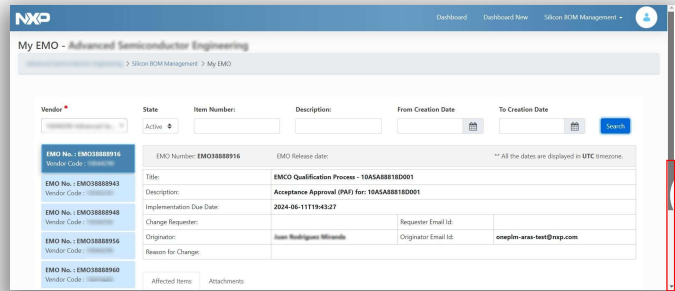 NXP
Dashboard Dashboard New Silicon BOM Management
My EMO - Advanced Semiconductor Engineering
> Silicon BOM Management > My EMO
Vendor * State Item Number: Description: From Creation Date To Creation Date
Active Search
EMO No. : EMO38888916
Vendor Code :
EMO No. : EMO38888943
Vendor Code :
EMO No. : EMO38888948
Vendor Code :
EMO No. : EMO38888956
Vendor Code :
EMO No. : EMO38888960
Vendor Code :
EMO Number: EMO38888916 EMO Release date: ** All the dates are displayed in UTC timezone.
Title: EMCO Qualification Process - 10ASA88818D001
Description: Acceptance Approval (PAF) for: 10ASA88818D001
Implementation Due Date: 2024-06-11T19:43:27
Change Requester: Requester Email Id:
Originator: Originator Email Id: oneplm-aras-test@nxp.com
Reason for Change:
Affected Items Attachments